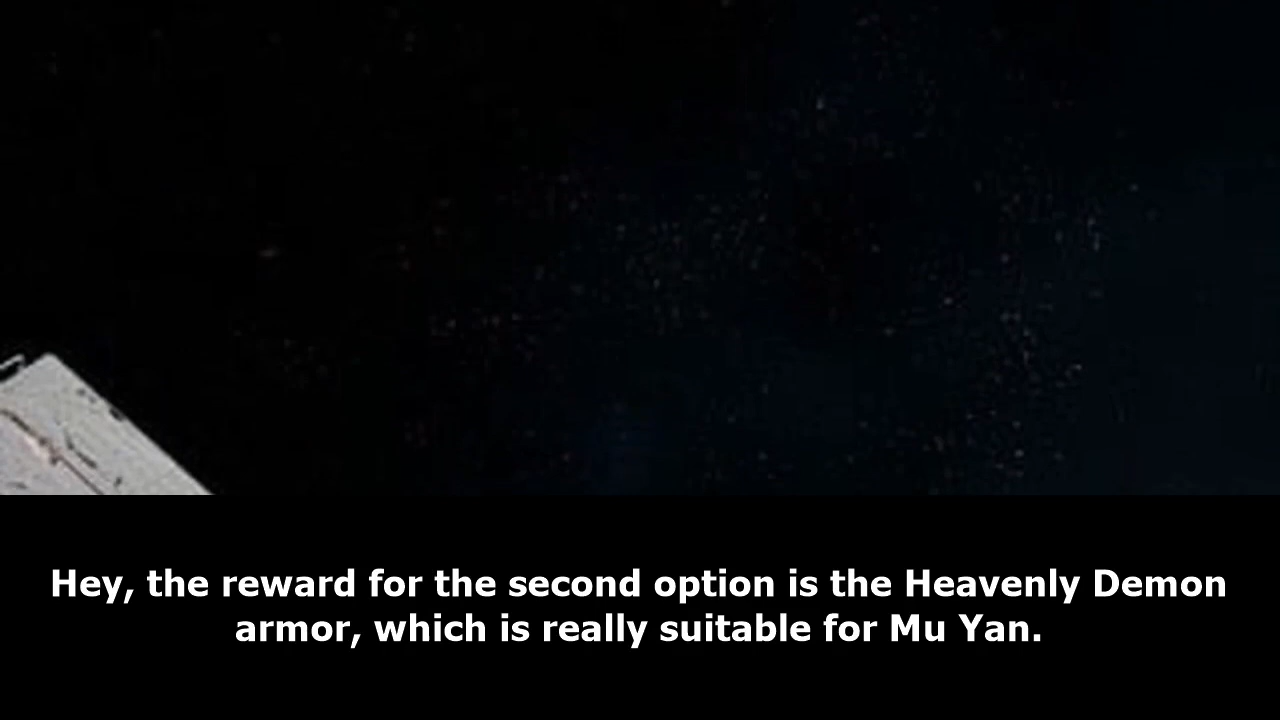 Hey, the reward for the second option is the Heavenly Demon
armor, which is really suitable for Mu Yan.